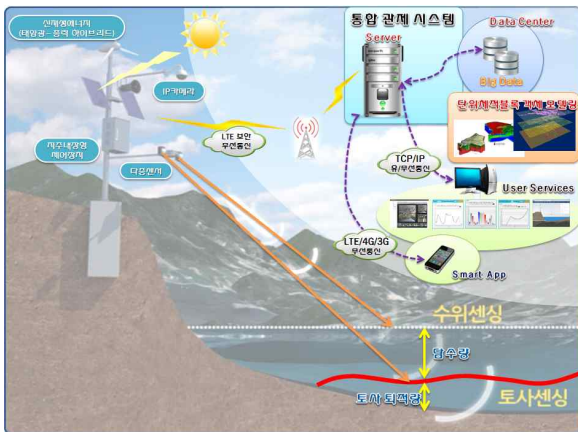 신재생에너지
(태양광-풍력 하이브리드)
IP카메라
지주내장형
제어장치
다중센서
LTE 보안
무선통신
통합 관제 시스템
Server
Data Center
Big Data
단위체적블록 객체 모델링
TCP/IP
유/무선통신
User Services
LTE/4G/3G
무선통신
Smart App
수위센싱
담수량
토사 퇴적량
토사센싱